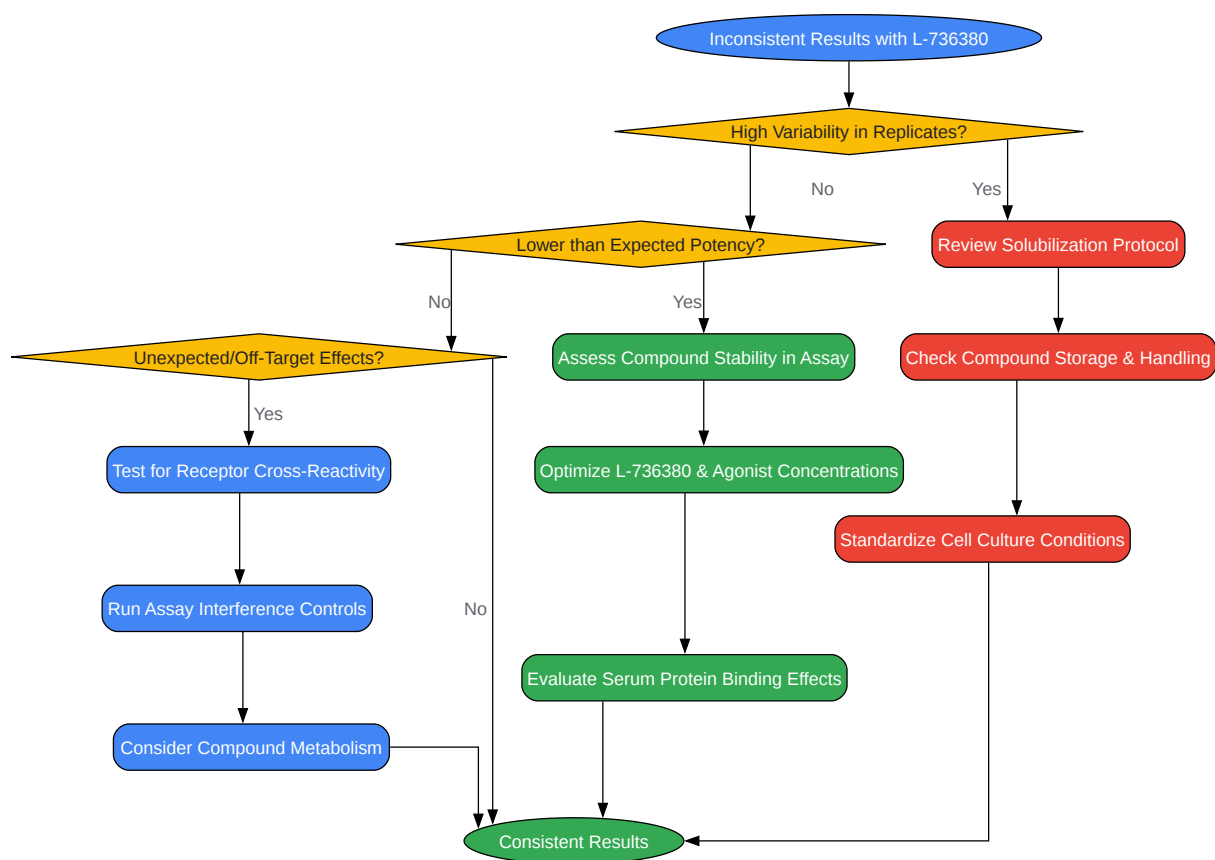 Inconsistent Results with L-736380
High Variability in Replicates?
No
Yes
Lower than Expected Potency?
Review Solubilization Protocol
No
Yes
Unexpected/Off-Target Effects?
Assess Compound Stability in Assay
Check Compound Storage & Handling
Yes
Test for Receptor Cross-Reactivity
Optimize L-736380 & Agonist Concentrations
Standardize Cell Culture Conditions
Run Assay Interference Controls
No
Evaluate Serum Protein Binding Effects
Consider Compound Metabolism
Consistent Results